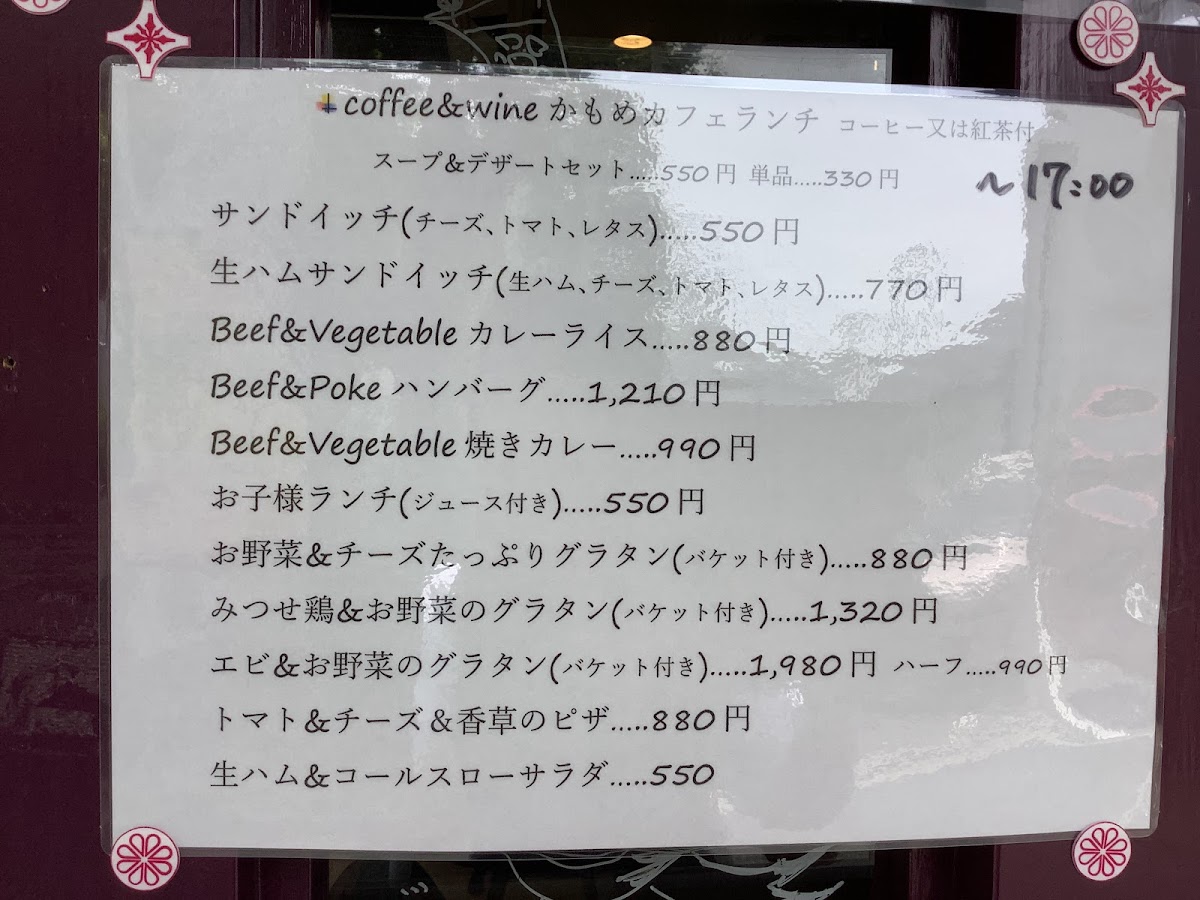 coffee&wine かもめカフェランチ コーヒー又は紅茶付
スープ&デザートセット.....550円 単品.....330円
～17:00
サンドイッチ(チーズ、トマト、レタス).....550円
生ハムサンドイッチ(生ハム、チーズ、トマト、レタス).....770円
Beef&Vegetable カレーライス.....880円
Beef&Poke ハンバーグ.....1,210円
Beef&Vegetable 焼きカレー.....990円
お子様ランチ(ジュース付き).....550円
お野菜&チーズたっぷりグラタン(バケット付き).....880円
みつせ鶏&お野菜のグラタン(バケット付き).....1,320円
エビ&お野菜のグラタン(バケット付き).....1,980円 ハーフ.....990円
トマト&チーズ&香草のピザ.....880円
生ハム&コールスローサラダ.....550